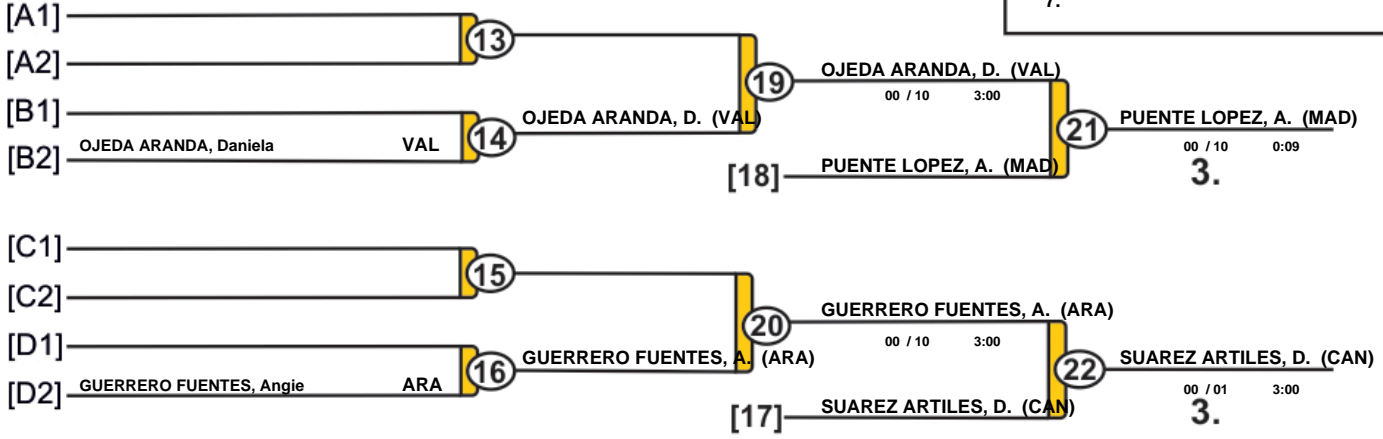 7.
[A1]
13
[A2]
19
OJEDA ARANDA, D. (VAL)
00 / 10 3:00
[B1]
OJEDA ARANDA, D. (VAL)
21
PUENTE LOPEZ, A. (MAD)
14
OJEDA ARANDA, Daniela VAL
00 / 10 0:09
[B2]
[18]
PUENTE LOPEZ, A. (MAD)
3.
[C1]
15
[C2]
GUERRERO FUENTES, A. (ARA)
20
00 / 10 3:00
[D1]
GUERRERO FUENTES, A. (ARA)
SUAREZ ARTILES, D. (CAN)
16
22
GUERRERO FUENTES, Angie ARA
00 / 01 3:00
[D2]
[17]
SUAREZ ARTILES, D. (CAN)
3.